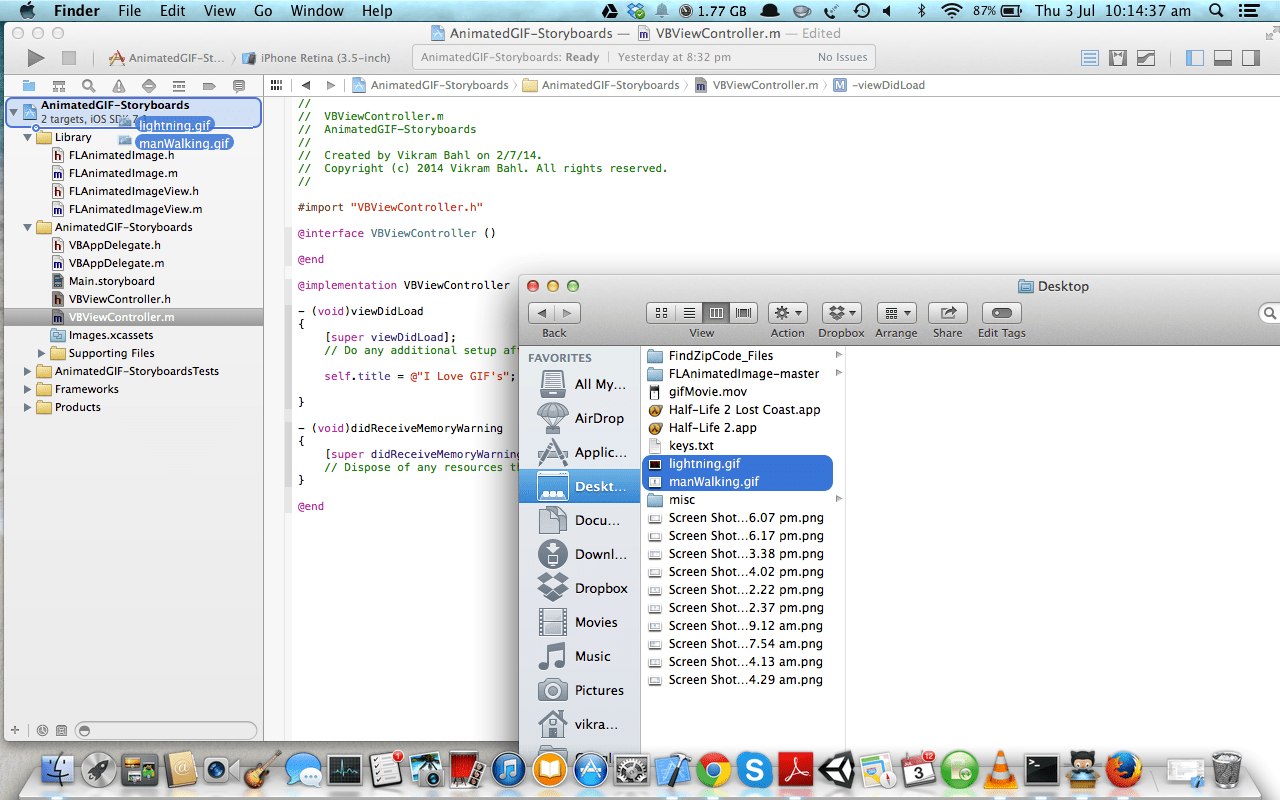 Finder File Edit View Go Window Help 1.77 GB 87% Thu 3 Jul 10:14:37 am
AnimatedGIF-Storyboards — VBViewController.m — Edited
AnimatedGIF-St... iPhone Retina (3.5-inch) AnimatedGIF-Storyboards: Ready Yesterday at 8:32 pm No Issues
AnimatedGIF-Storyboards AnimatedGIF-Storyboards VBViewController.m M -viewDidLoad
AnimatedGIF-Storyboards
2 targets, iOS SDK 7.1
lightning.gif
manWalking.gif
Library
h FLAnimatedImage.h
m FLAnimatedImage.m
h FLAnimatedImageView.h
m FLAnimatedImageView.m
AnimatedGIF-Storyboards
h VBAppDelegate.h
m VBAppDelegate.m
Main.storyboard
h VBViewController.h
m VBViewController.m
Images.xcassets
Supporting Files
AnimatedGIF-StoryboardsTests
Frameworks
Products
//
// VBViewController.m
// AnimatedGIF-Storyboards
//
// Created by Vikram Bahl on 2/7/14.
// Copyright (c) 2014 Vikram Bahl. All rights reserved.
//
#import "VBViewController.h"
@interface VBViewController ()
@end
@implementation VBViewController
- (void)viewDidLoad
{
[super viewDidLoad];
// Do any additional setup af
self.title = @"I Love GIF's";
}
- (void)didReceiveMemoryWarning
{
[super didReceiveMemoryWarning
// Dispose of any resources th
}
@end
Desktop
Back View Action Dropbox Arrange Share Edit Tags
FAVORITES
All My...
AirDrop
Applic...
Deskt...
Docu...
Downl...
Dropbox
Movies
Music
Pictures
vikra...
FindZipCode_Files
FLAnimatedImage-master
gifMovie.mov
Half-Life 2 Lost Coast.app
Half-Life 2.app
keys.txt
lightning.gif
manWalking.gif
misc
Screen Shot...6.07 pm.png
Screen Shot...6.17 pm.png
Screen Shot...3.38 pm.png
Screen Shot...4.02 pm.png
Screen Shot...2.22 pm.png
Screen Shot...2.37 pm.png
Screen Shot...9.12 am.png
Screen Shot...7.54 am.png
Screen Shot...4.13 am.png
Screen Shot...4.29 am.png
1 3 12